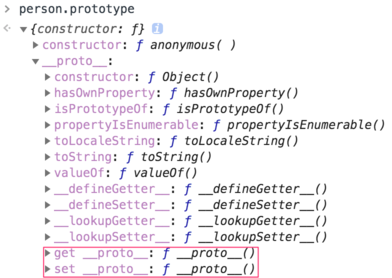 > person.prototype
< ▼ {constructor: ƒ} i
▶ constructor: ƒ anonymous( )
▼ __proto__:
▶ constructor: ƒ Object()
▶ hasOwnProperty: ƒ hasOwnProperty()
▶ isPrototypeOf: ƒ isPrototypeOf()
▶ propertyIsEnumerable: ƒ propertyIsEnumerable()
▶ toLocaleString: ƒ toLocaleString()
▶ toString: ƒ toString()
▶ valueOf: ƒ valueOf()
▶ __defineGetter__: ƒ __defineGetter__()
▶ __defineSetter__: ƒ __defineSetter__()
▶ __lookupGetter__: ƒ __lookupGetter__()
▶ __lookupSetter__: ƒ __lookupSetter__()
▶ get __proto__: ƒ __proto__()
▶ set __proto__: ƒ __proto__()